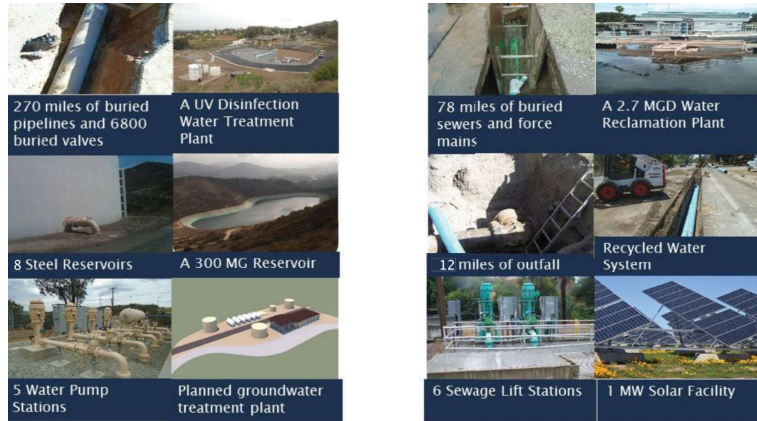 270 miles of buried
pipelines and 6800
buried valves
A UV Disinfection
Water Treatment
Plant
78 miles of buried
sewers and force
mains
A 2.7 MGD Water
Reclamation Plant
8 Steel Reservoirs
A 300 MG Reservoir
12 miles of outfall
Recycled Water
System
5 Water Pump
Stations
Planned groundwater
treatment plant
6 Sewage Lift Stations
1 MW Solar Facility